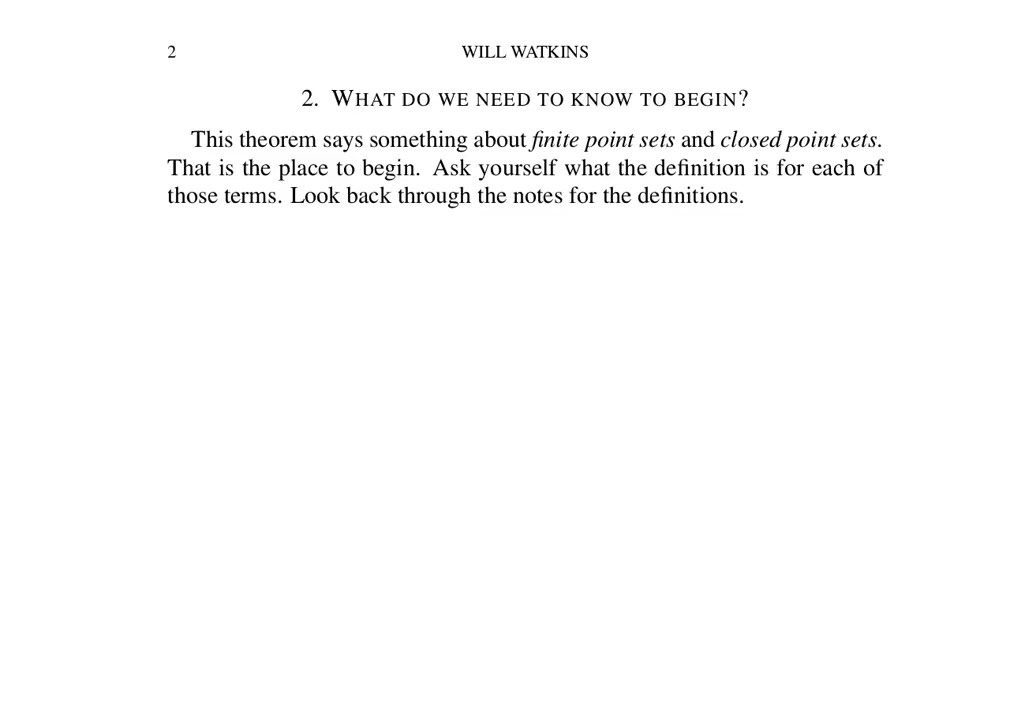 2
WILL WATKINS
2. WHAT DO WE NEED TO KNOW TO BEGIN?
This theorem says something about finite point sets and closed point sets.
That is the place to begin. Ask yourself what the definition is for each of
those terms. Look back through the notes for the definitions.